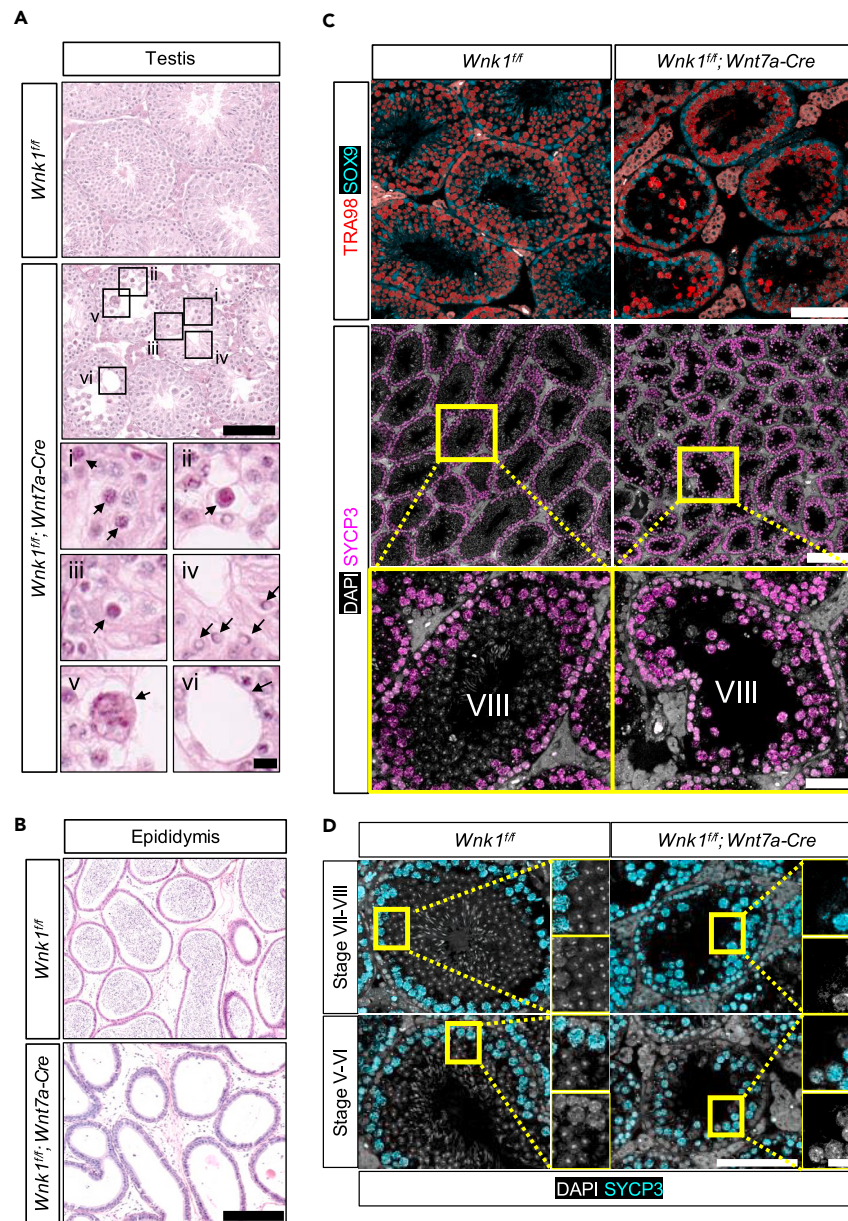 A
Testis
Wnk1f/f
Wnk1f/f; Wnt7a-Cre
ii
i
v
iii
iv
vi
i
ii
iii
iv
v
vi
B
Epididymis
Wnk1f/f
Wnk1f/f; Wnt7a-Cre
C
Wnk1f/f
Wnk1f/f; Wnt7a-Cre
TRA98 SOX9
DAPI SYCP3
VIII
VIII
D
Wnk1f/f
Wnk1f/f; Wnt7a-Cre
Stage VII-VIII
Stage V-VI
DAPI SYCP3